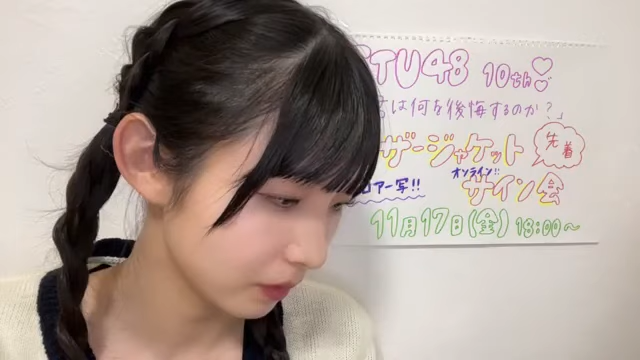 STU48 10th
は何を後悔するのか?」
ザージャケット
先着
オンライン!!
ロアー写!! サイン会
11月17日(金) 18:00～